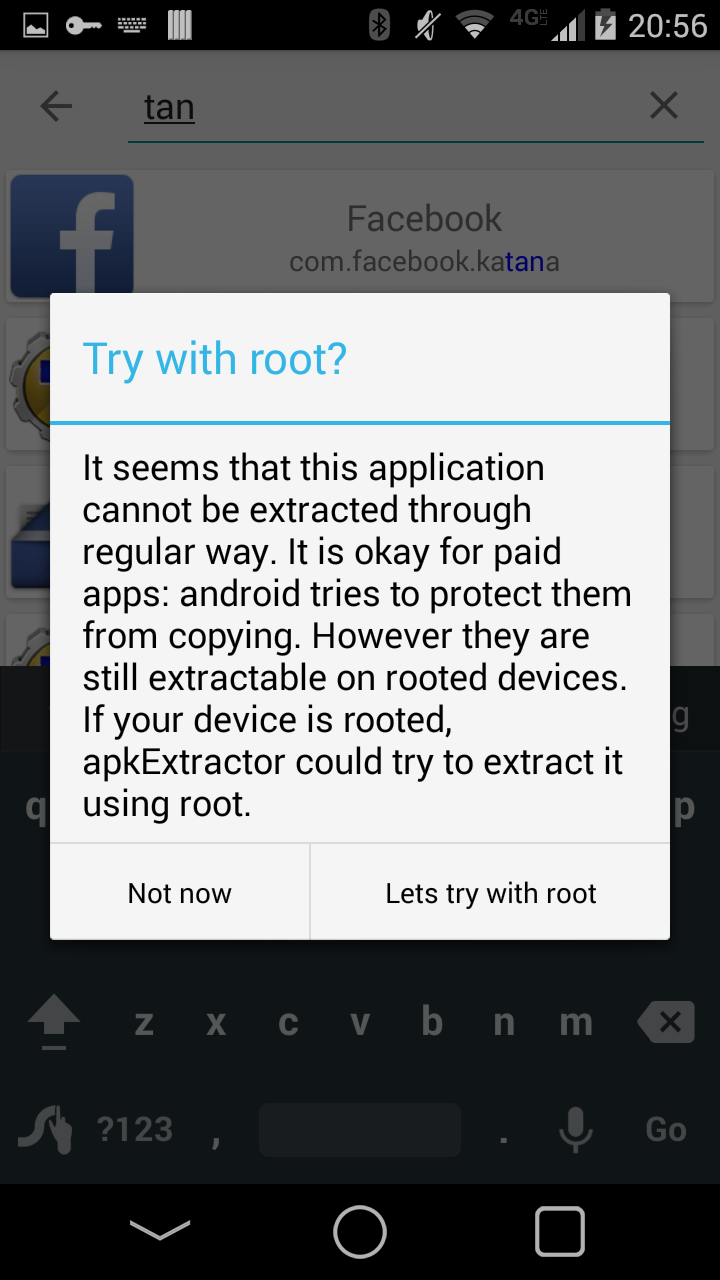 4G LTE 20:56
tan
Facebook
com.facebook.katana
Try with root?
It seems that this application
cannot be extracted through
regular way. It is okay for paid
apps: android tries to protect them
from copying. However they are
still extractable on rooted devices.
If your device is rooted,
apkExtractor could try to extract it
using root.
Not now
Lets try with root
g
q p
z x c v b n m
?123 , . Go